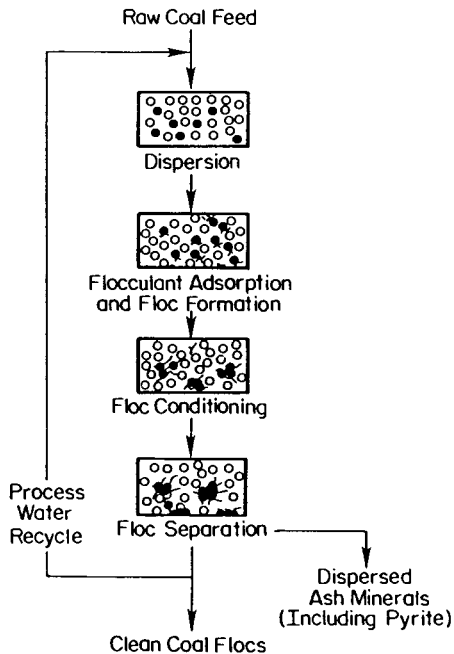 Raw Coal Feed
Dispersion
Flocculant Adsorption
and Floc Formation
Floc Conditioning
Process
Water
Recycle
Floc Separation
Dispersed
Ash Minerals
(Including Pyrite)
Clean Coal Flocs